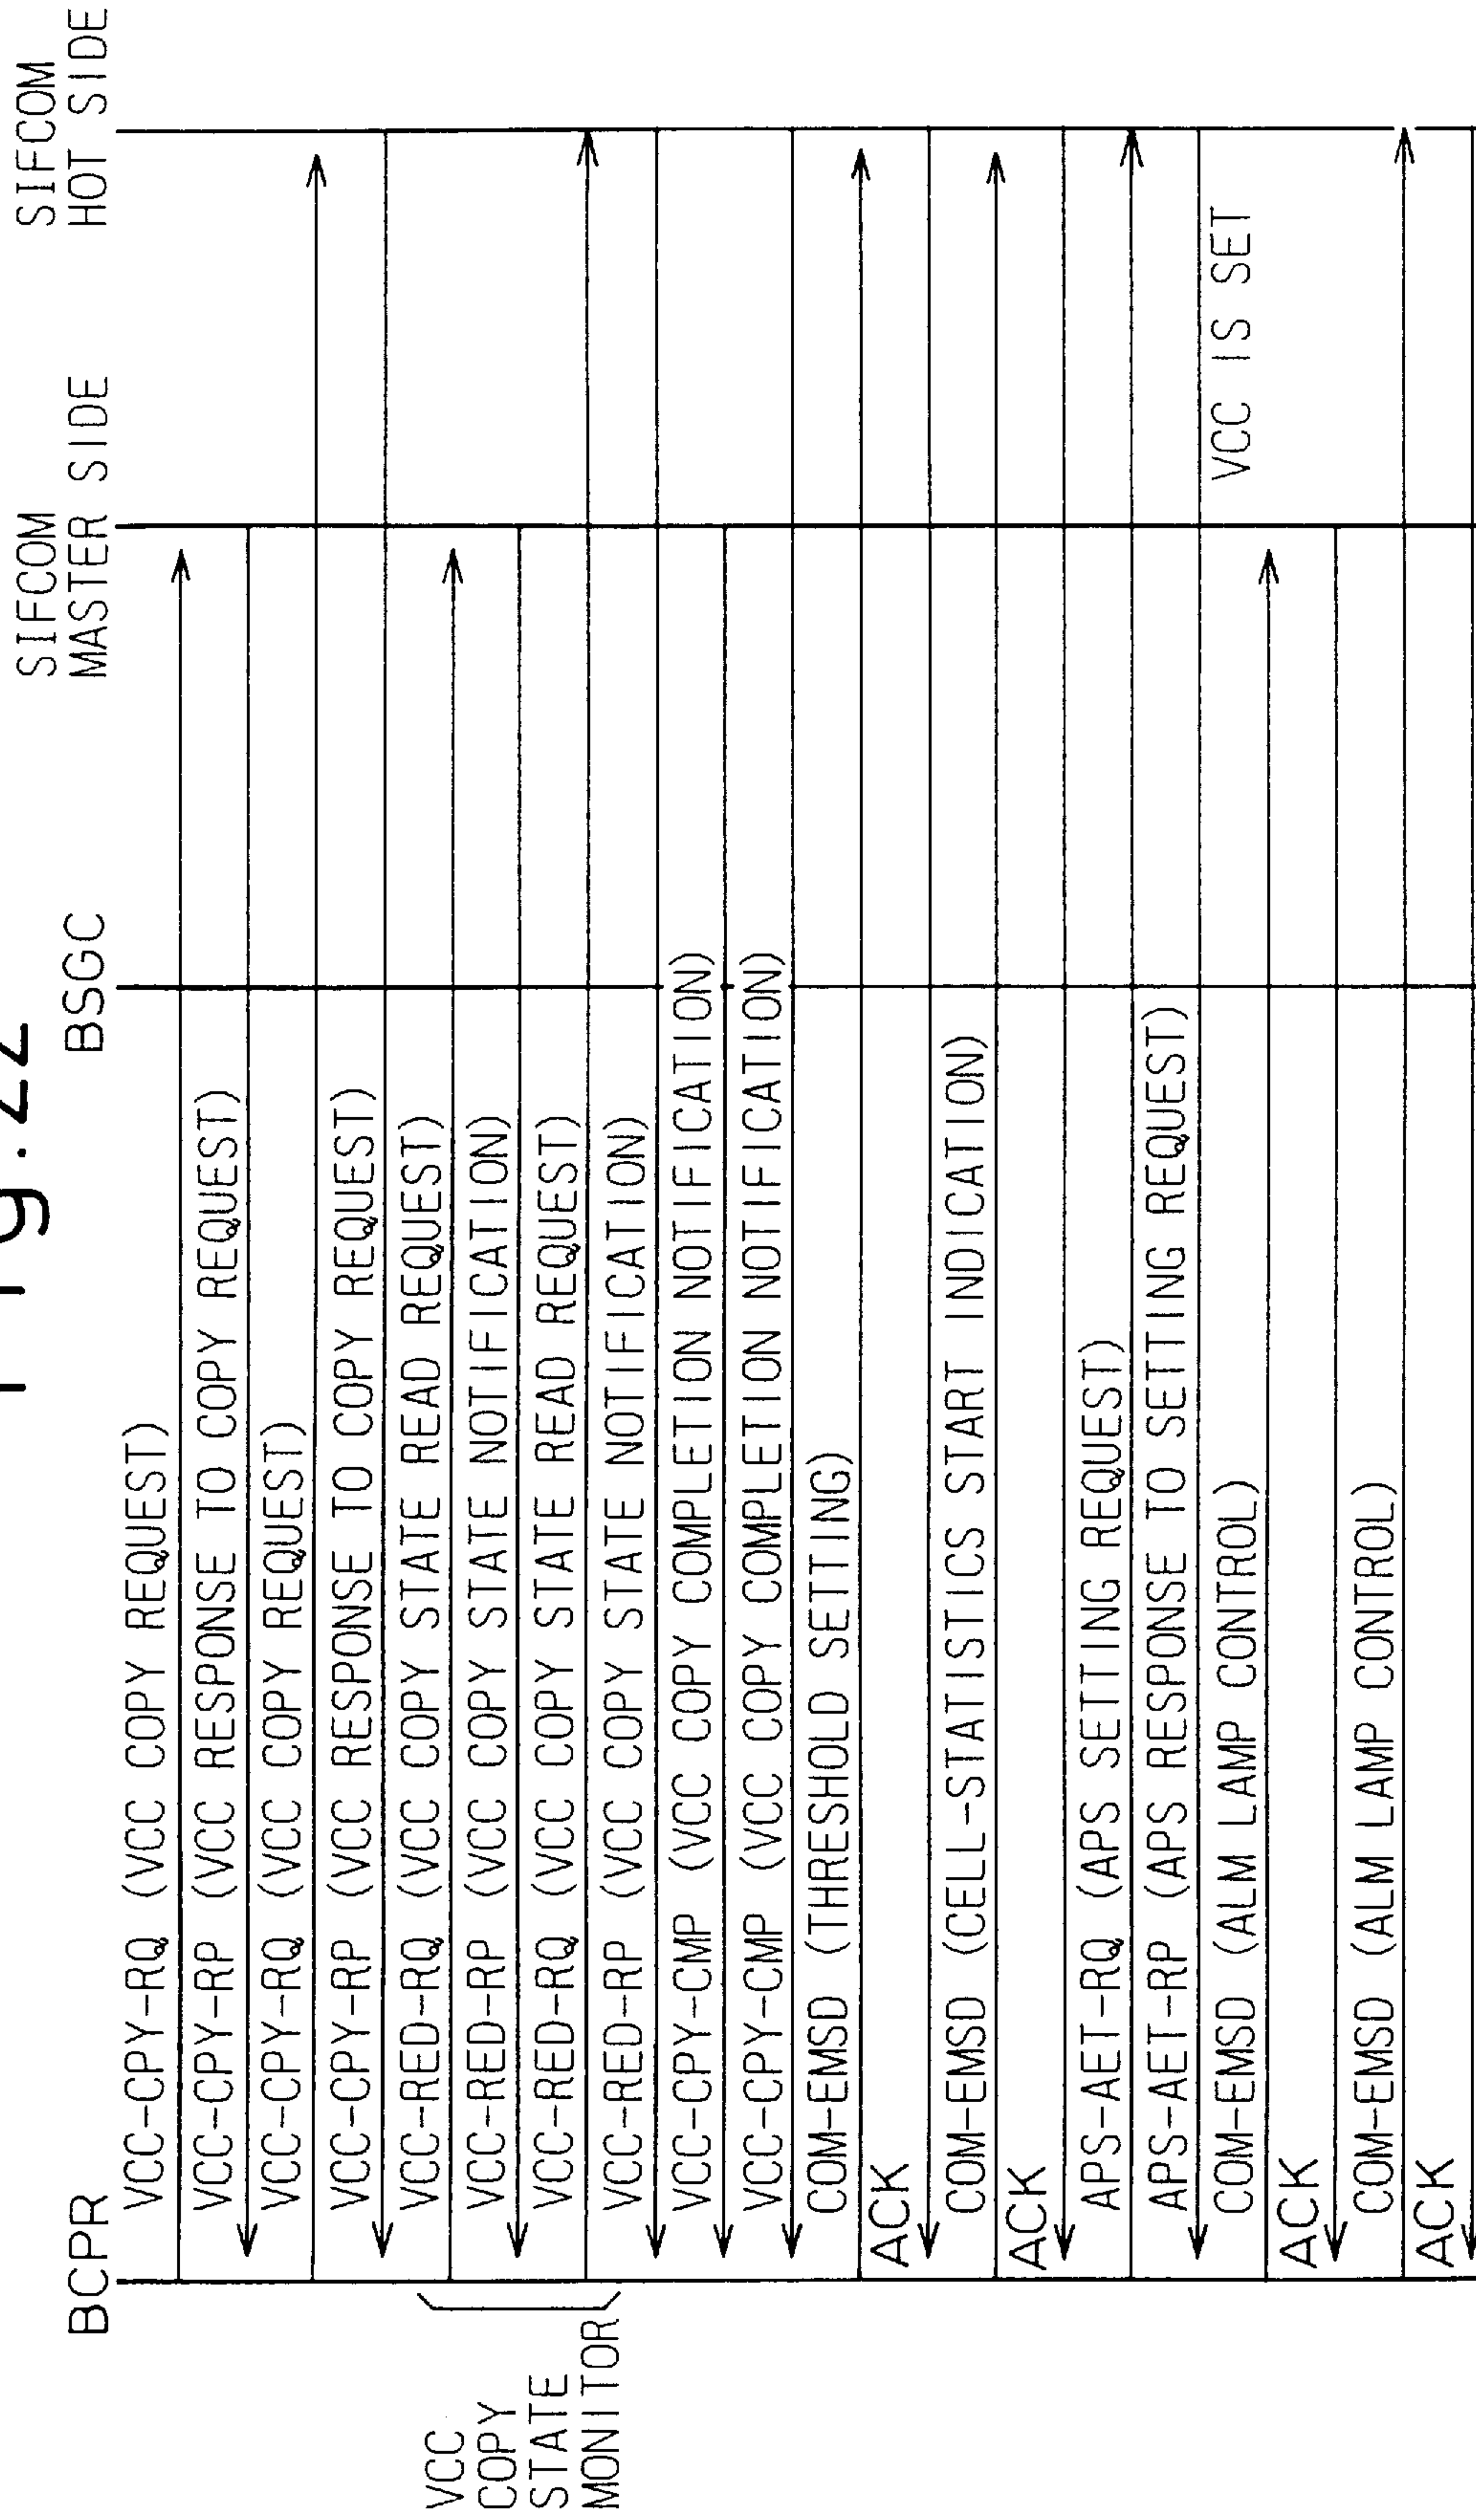 Fig. 22
BCPR
BSGC
SIFCOM
MASTER SIDE
SIFCOM
HOT SIDE
VCC-CPY-RQ (VCC COPY REQUEST)
VCC-CPY-RP (VCC RESPONSE TO COPY REQUEST)
VCC-CPY-RQ (VCC COPY REQUEST)
VCC-CPY-RP (VCC RESPONSE TO COPY REQUEST)
VCC-RED-RQ (VCC COPY STATE READ REQUEST)
VCC-RED-RP (VCC COPY STATE NOTIFICATION)
VCC-RED-RQ (VCC COPY STATE READ REQUEST)
VCC-RED-RP (VCC COPY STATE NOTIFICATION)
VCC
COPY
STATE
MONITOR
VCC-CPY-CMP (VCC COPY COMPLETION NOTIFICATION)
VCC-CPY-CMP (VCC COPY COMPLETION NOTIFICATION)
COM-EMSD (THRESHOLD SETTING)
ACK
COM-EMSD (CELL-STATISTICS START INDICATION)
ACK
APS-AET-RQ (APS SETTING REQUEST)
APS-AET-RP (APS RESPONSE TO SETTING REQUEST)
COM-EMSD (ALM LAMP CONTROL)
VCC IS SET
ACK
COM-EMSD (ALM LAMP CONTROL)
ACK